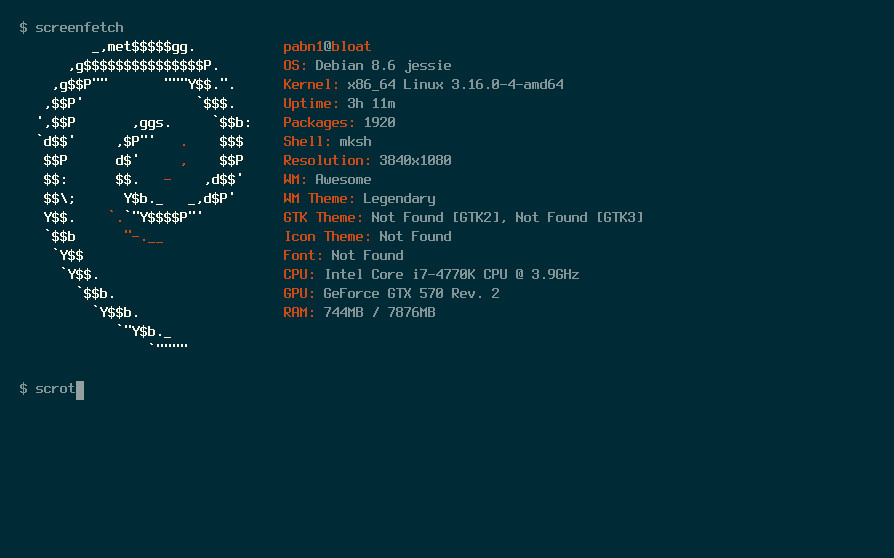 $ screenfetch
         _,met$$$$$gg.           pabn1@bloat
      ,g$$$$$$$$$$$$$$$P.        OS: Debian 8.6 jessie
    ,g$$P""       """Y$$.".      Kernel: x86_64 Linux 3.16.0-4-amd64
   ,$$P'              `$$$.      Uptime: 3h 11m
  ',$$P       ,ggs.     `$$b:    Packages: 1920
  `d$$'     ,$P"'   .    $$$     Shell: mksh
   $$P      d$'     ,    $$P     Resolution: 3840x1080
   $$:      $$.   -    ,d$$'     WM: Awesome
   $$\;      Y$b._   _,d$P'      WM Theme: Legendary
   Y$$.    `.`"Y$$$$P"'          GTK Theme: Not Found [GTK2], Not Found [GTK3]
   `$$b      "-.__               Icon Theme: Not Found
    `Y$$                         Font: Not Found
     `Y$$.                       CPU: Intel Core i7-4770K CPU @ 3.9GHz
       `$$b.                     GPU: GeForce GTX 570 Rev. 2
         `Y$$b.                  RAM: 744MB / 7876MB
            `"Y$b._
                `""""
$ scrot